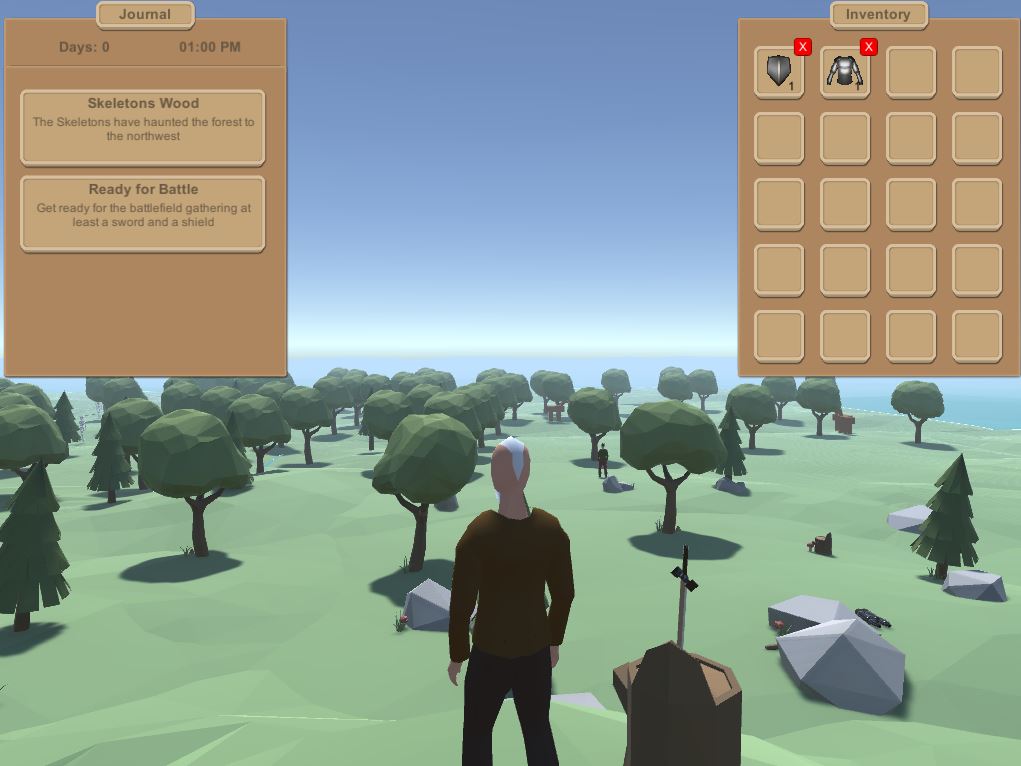 Journal
Days: 0 01:00 PM
Skeletons Wood
The Skeletons have haunted the forest to
the northwest
Ready for Battle
Get ready for the battlefield gathering at
least a sword and a shield
Inventory
X X
1 1